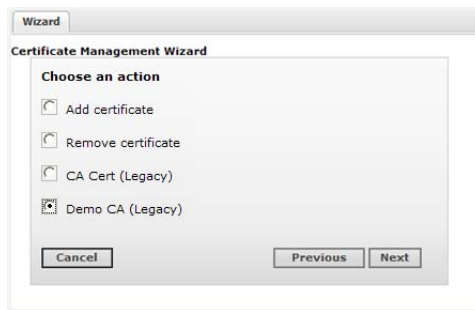 Wizard
Certificate Management Wizard
Choose an action
Add certificate
Remove certificate
CA Cert (Legacy)
Demo CA (Legacy)
Cancel Previous Next